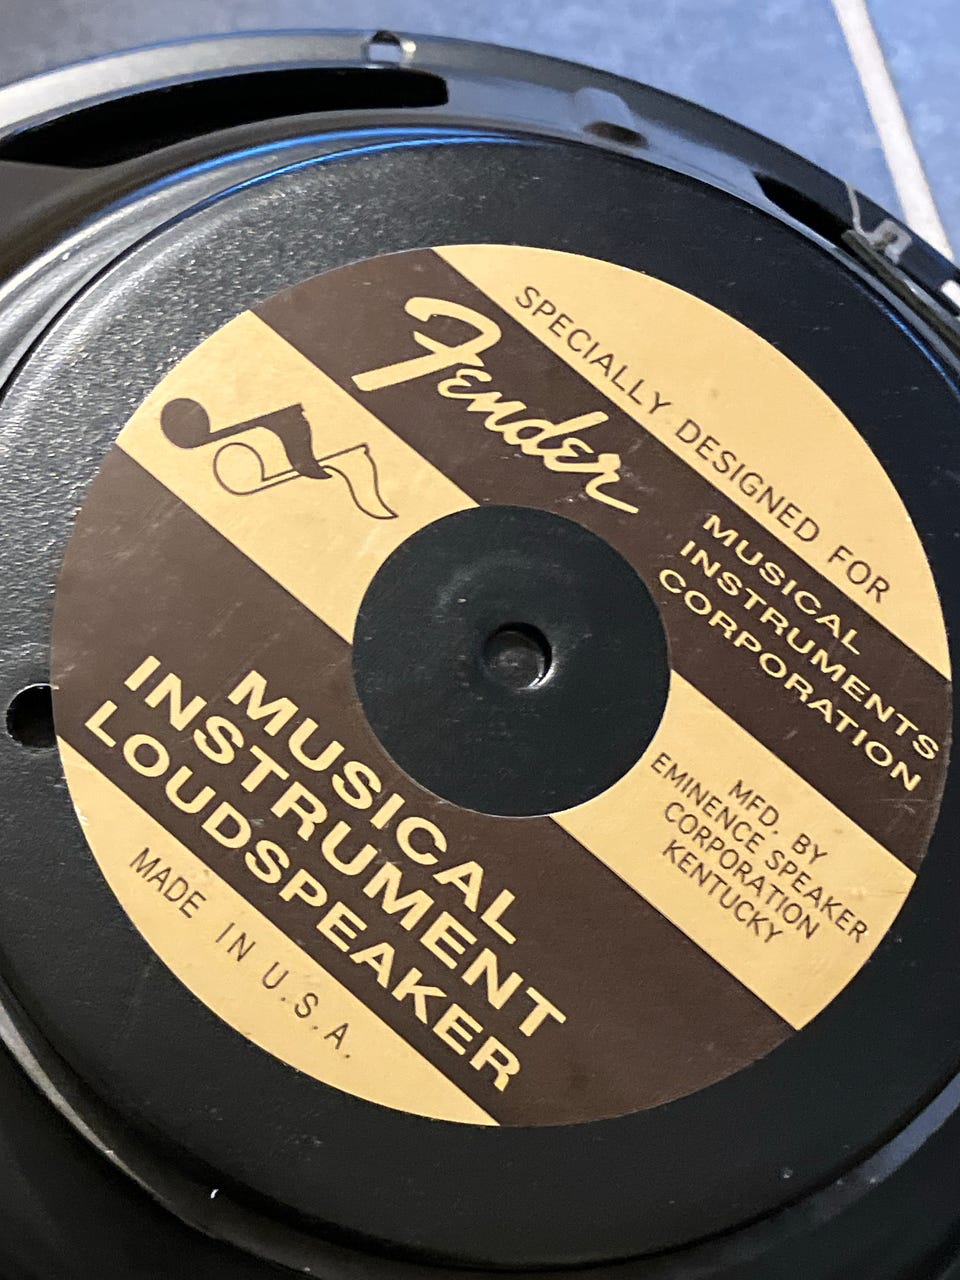 SPECIALLY DESIGNED FOR
Fender
MUSICAL
INSTRUMENTS
CORPORATION
MFD. BY
EMINENCE SPEAKER
CORPORATION
KENTUCKY
MUSICAL
INSTRUMENT
LOUDSPEAKER
MADE IN U.S.A.